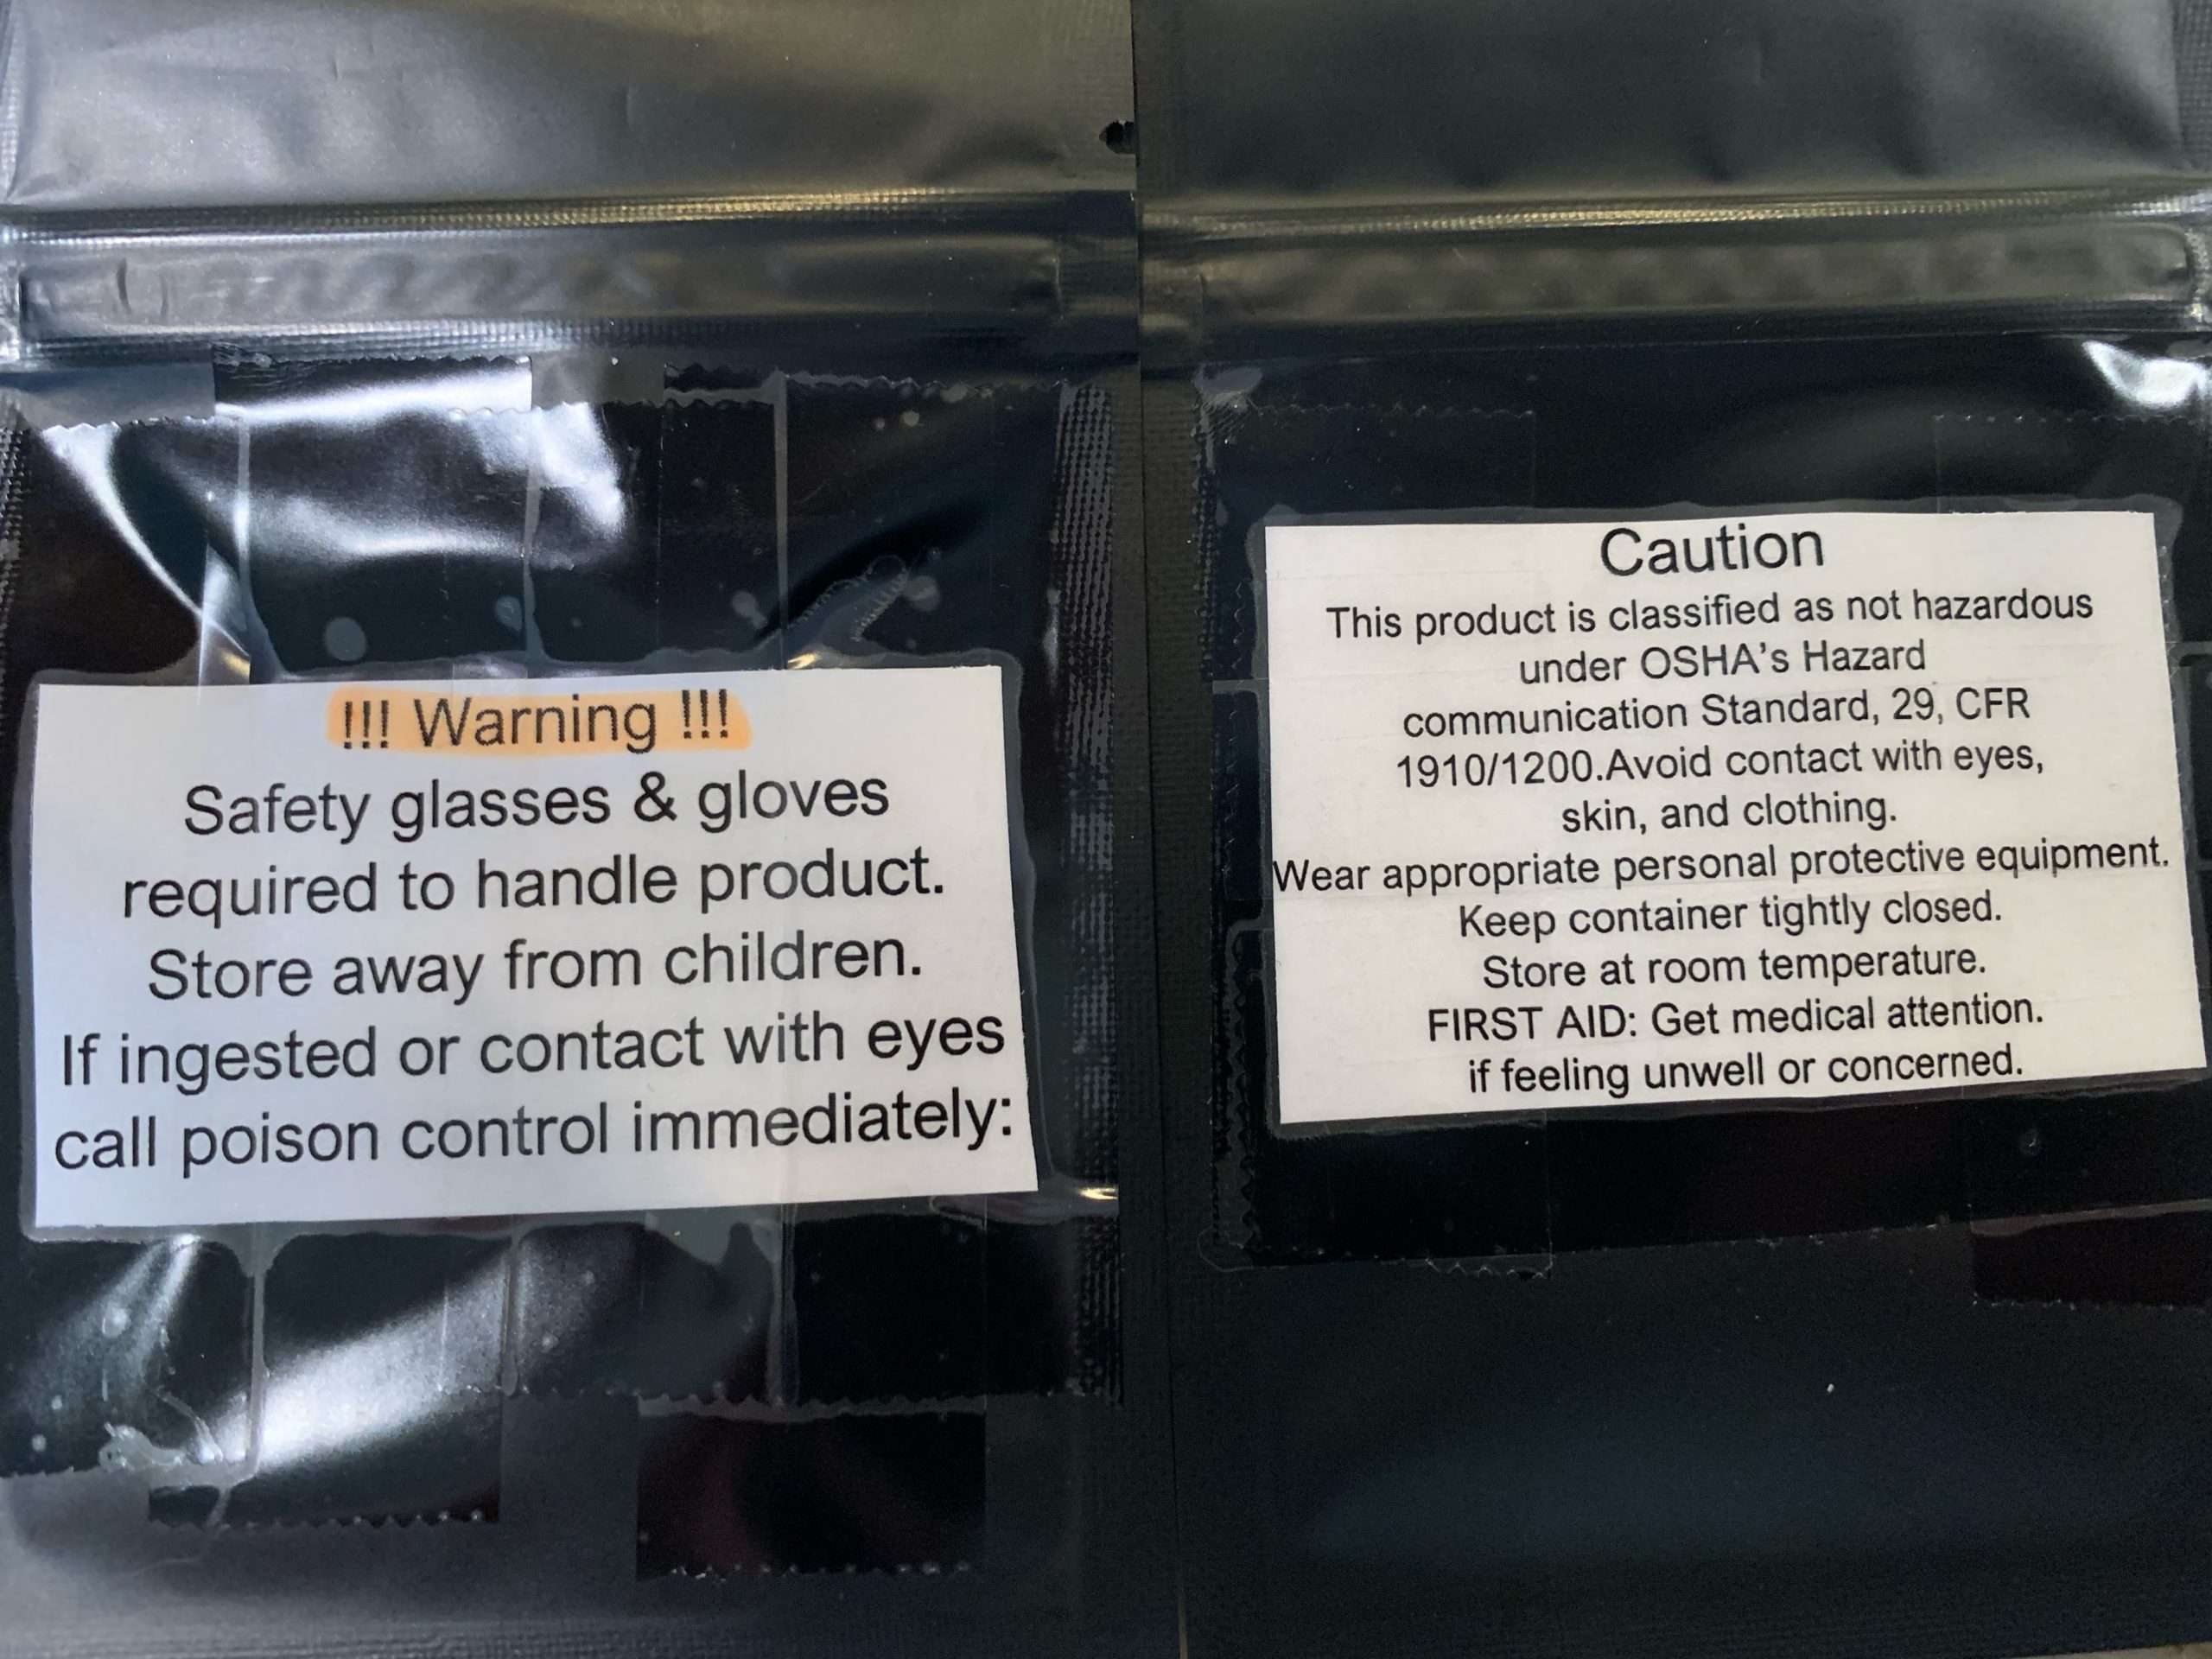 !!! Warning !!!
Safety glasses & gloves
required to handle product.
Store away from children.
If ingested or contact with eyes
call poison control immediately:
Caution
This product is classified as not hazardous
under OSHA's Hazard
communication Standard, 29, CFR
1910/1200.Avoid contact with eyes,
skin, and clothing.
Wear appropriate personal protective equipment.
Keep container tightly closed.
Store at room temperature.
FIRST AID: Get medical attention.
if feeling unwell or concerned.